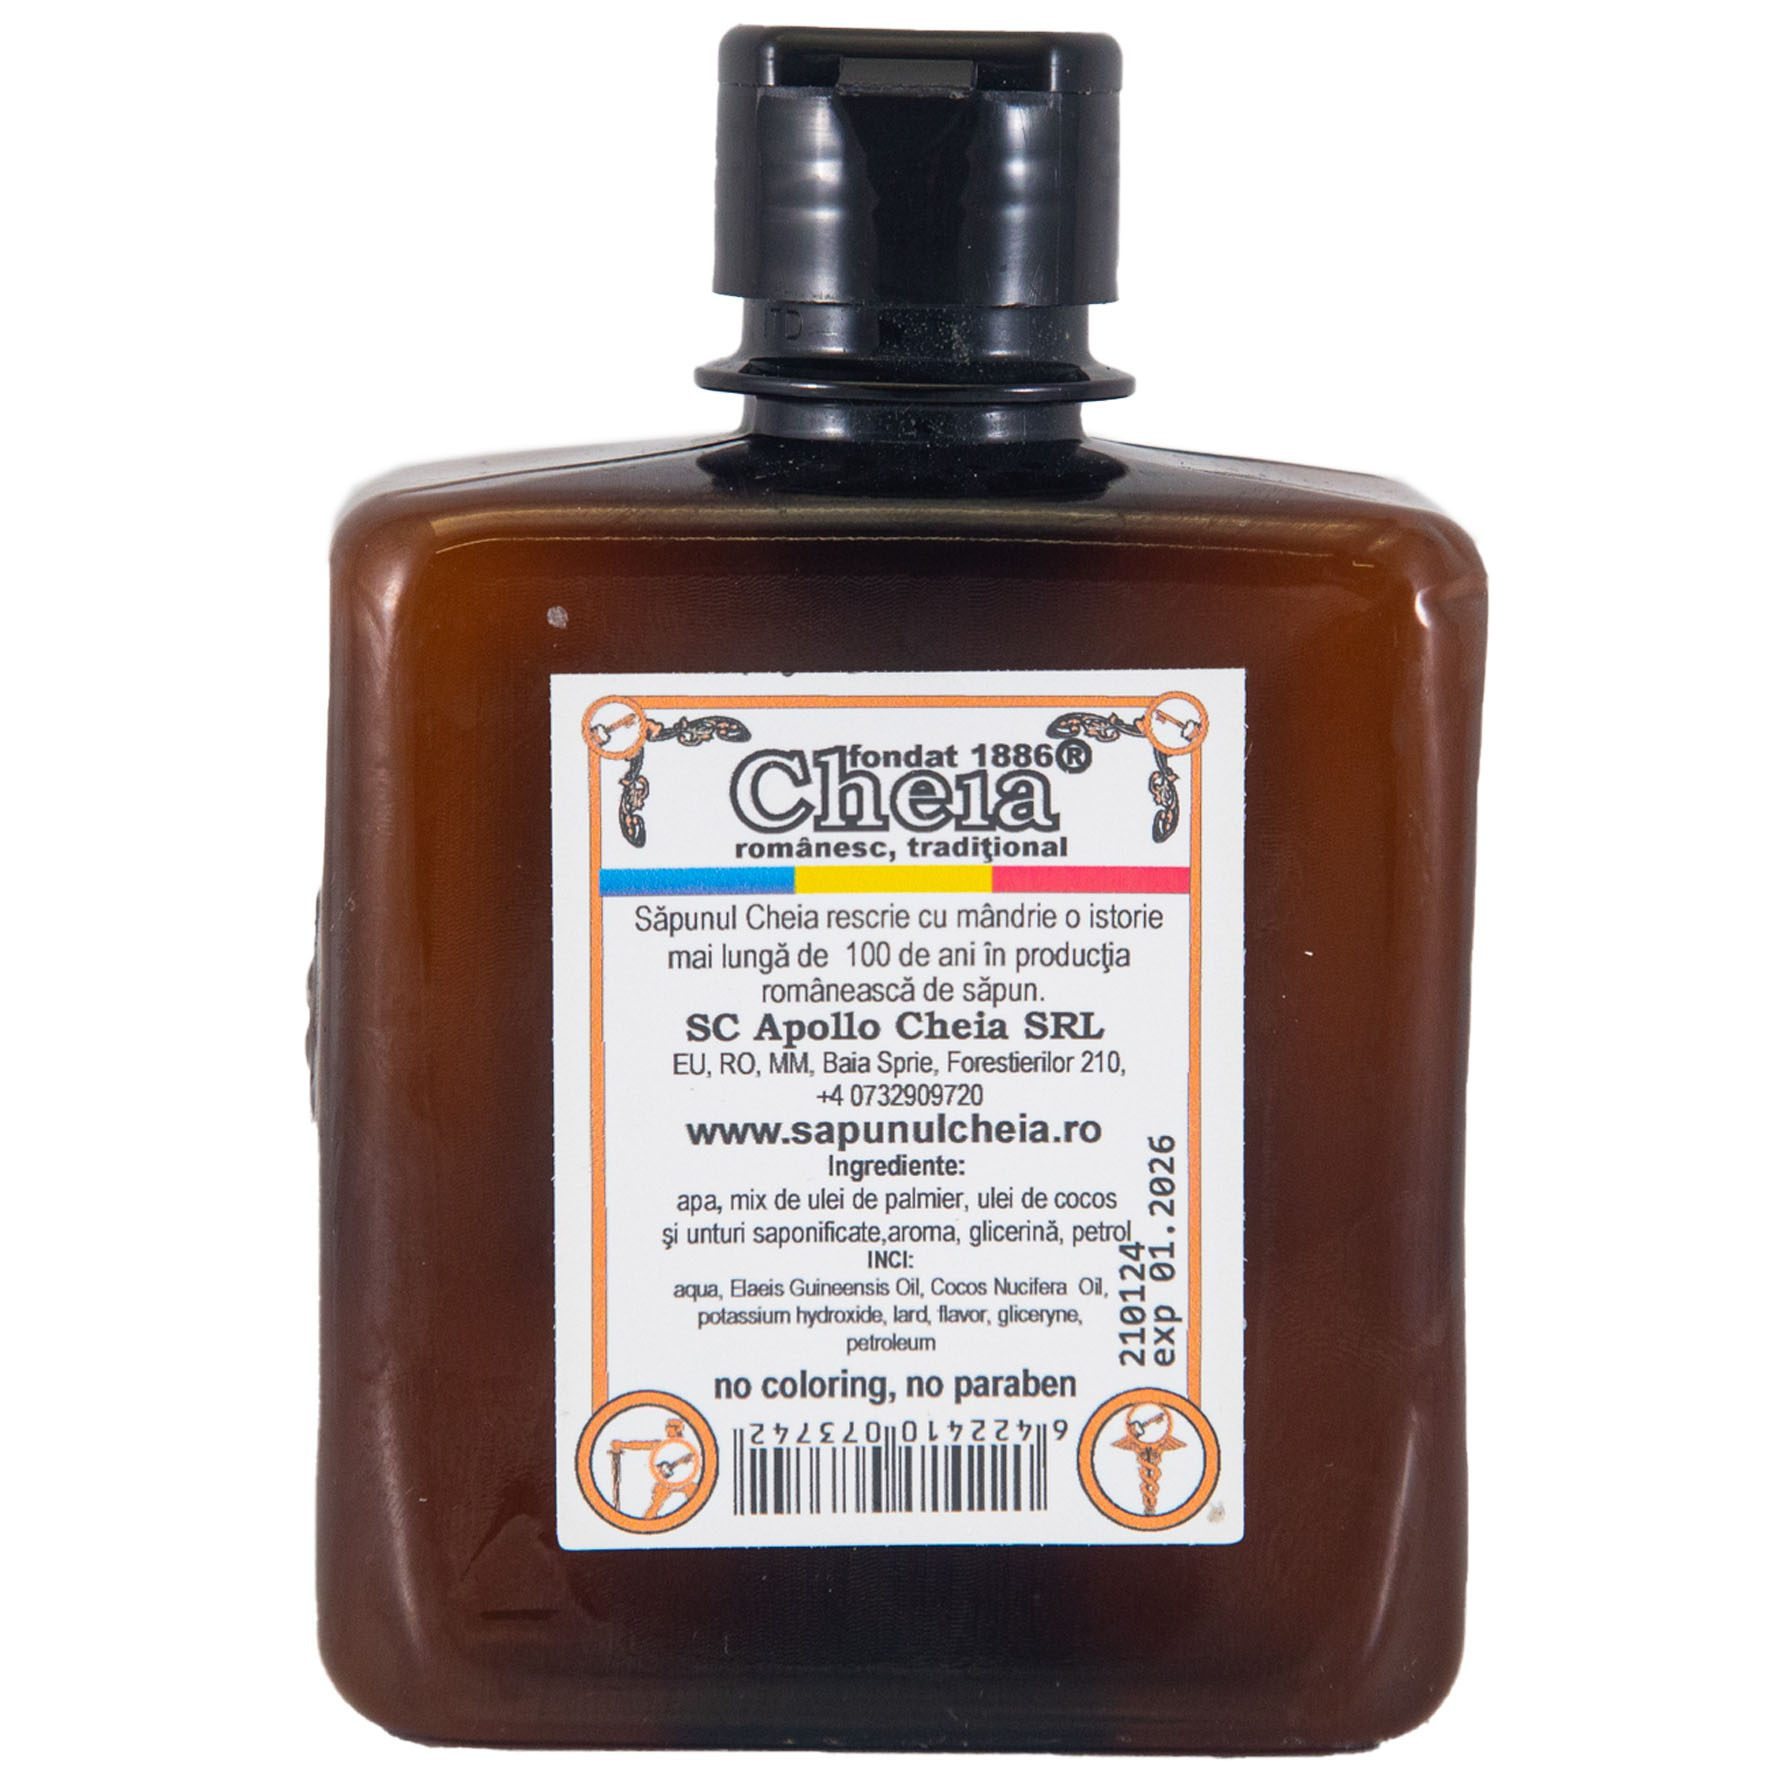 TD
fondat 1886®
Cheia
românesc, tradiţional
Săpunul Cheia rescrie cu mândrie o istorie
mai lungă de 100 de ani în producţia
românească de săpun.
SC Apollo Cheia SRL
EU, RO, MM, Baia Sprie, Forestierilor 210,
+4 0732909720
www.sapunulcheia.ro
Ingrediente:
apa, mix de ulei de palmier, ulei de cocos
şi unturi saponificate,aroma, glicerină, petrol
INCI:
aqua, Elaeis Guineensis Oil, Cocos Nucifera Oil,
potassium hydroxide, lard, flavor, gliceryne,
petroleum
210124
exp 01.2026
no coloring, no paraben
6 422410 073742